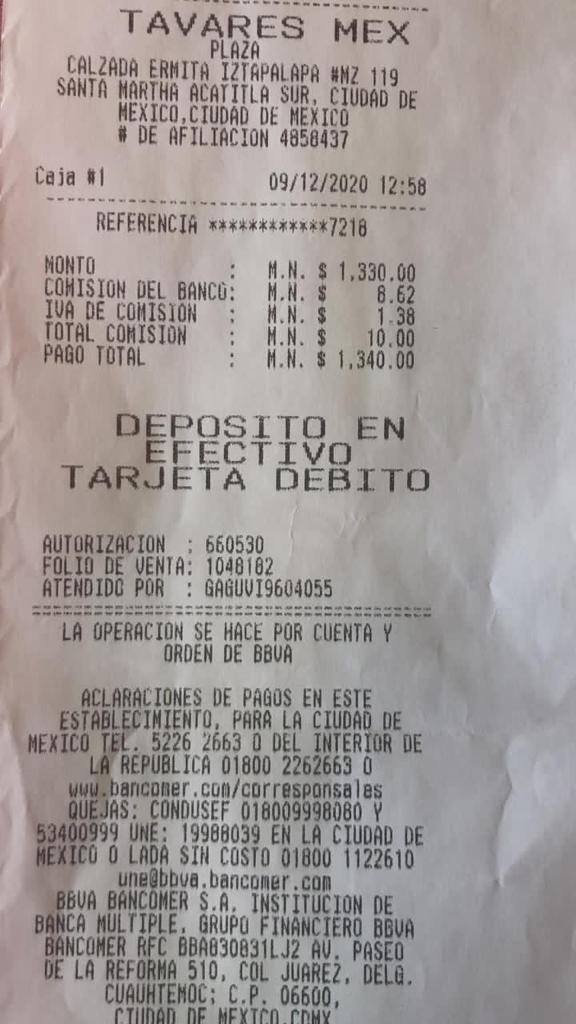 TAVARES MEX
PLAZA
CALZADA ERMITA IZTAPALAPA #MZ 119
SANTA MARTHA ACATITLA SUR, CIUDAD DE
MEXICO,CIUDAD DE MEXICO
# DE AFILIACION 4858437
Caja #1 09/12/2020 12:58
REFERENCIA ************7218
MONTO : M.N. $ 1,330.00
COMISION DEL BANCO: M.N. $ 8.62
IVA DE COMISION : M.N. $ 1.38
TOTAL COMISION : M.N. $ 10.00
PAGO TOTAL : M.N. $ 1,340.00
DEPOSITO EN
EFECTIVO
TARJETA DEBITO
AUTORIZACION : 660530
FOLIO DE VENTA: 1048182
ATENDIDO POR : GAGUVI9604055
LA OPERACION SE HACE POR CUENTA Y
ORDEN DE BBVA
ACLARACIONES DE PAGOS EN ESTE
ESTABLECIMIENTO, PARA LA CIUDAD DE
MEXICO TEL. 5226 2663 O DEL INTERIOR DE
LA REPUBLICA 01800 2262663 O
www.bancomer.com/corresponsales
QUEJAS: CONDUSEF 018009998080 Y
53400999 UNE: 19988039 EN LA CIUDAD DE
MEXICO O LADA SIN COSTO 01800 1122610
une@bbva.bancomer.com
BBVA BANCOMER S.A. INSTITUCION DE
BANCA MULTIPLE, GRUPO FINANCIERO BBVA
BANCOMER RFC BBA830831LJ2 AV. PASEO
DE LA REFORMA 510, COL JUAREZ, DELG.
CUAUHTEMOC; C.P. 06600,
CIUDAD DE MEXICO,CDMX